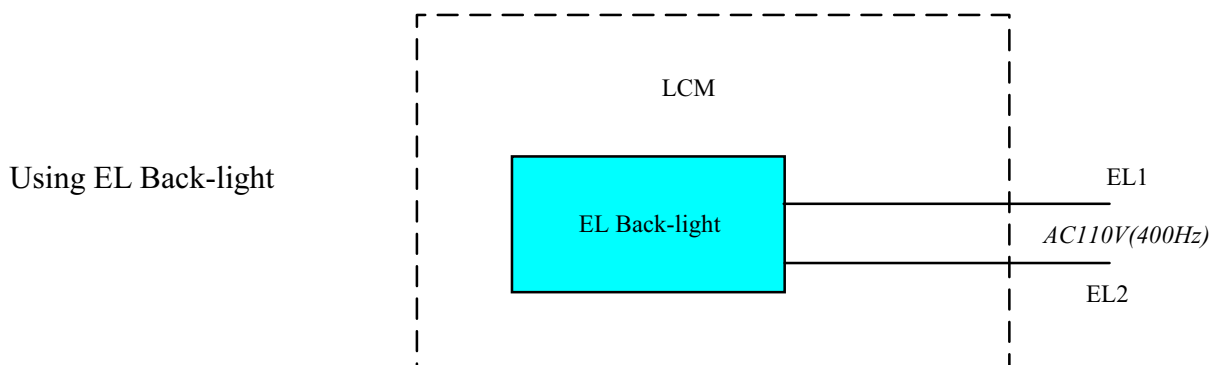 LCM
Using EL Back-light
EL Back-light
EL1
AC110V(400Hz)
EL2